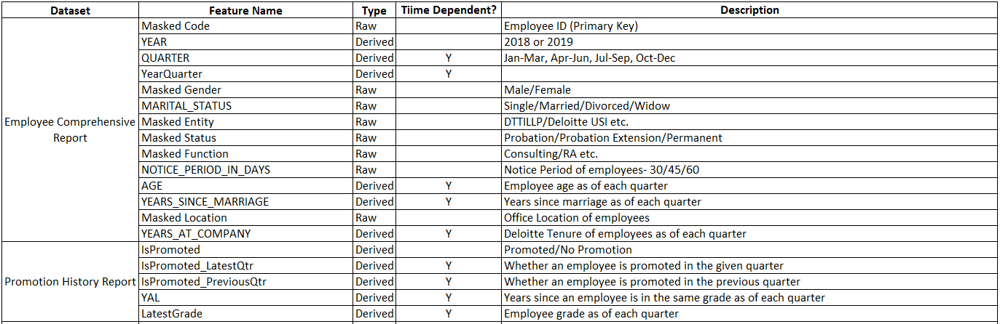 Dataset Feature Name Type Tiime Dependent? Description
Employee Comprehensive Report
Masked Code Raw Employee ID (Primary Key)
YEAR Derived 2018 or 2019
QUARTER Derived Y Jan-Mar, Apr-Jun, Jul-Sep, Oct-Dec
YearQuarter Derived Y
Masked Gender Raw Male/Female
MARITAL_STATUS Raw Single/Married/Divorced/Widow
Masked Entity Raw DTTILLP/Deloitte USI etc.
Masked Status Raw Probation/Probation Extension/Permanent
Masked Function Raw Consulting/RA etc.
NOTICE_PERIOD_IN_DAYS Raw Notice Period of employees- 30/45/60
AGE Derived Y Employee age as of each quarter
YEARS_SINCE_MARRIAGE Derived Y Years since marriage as of each quarter
Masked Location Raw Office Location of employees
YEARS_AT_COMPANY Derived Y Deloitte Tenure of employees as of each quarter
Promotion History Report
IsPromoted Derived Promoted/No Promotion
IsPromoted_LatestQtr Derived Y Whether an employee is promoted in the given quarter
IsPromoted_PreviousQtr Derived Y Whether an employee is promoted in the previous quarter
YAL Derived Y Years since an employee is in the same grade as of each quarter
LatestGrade Derived Y Employee grade as of each quarter